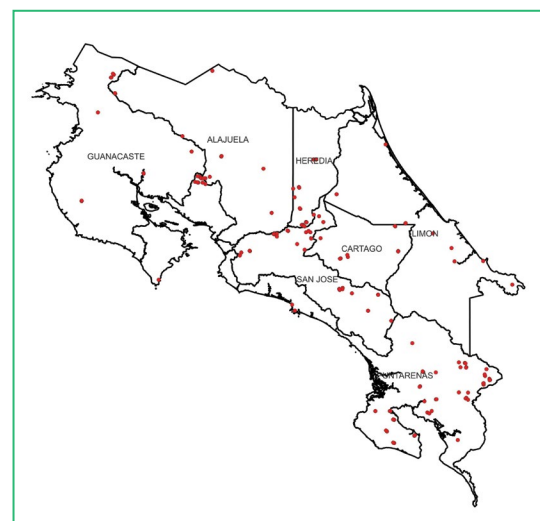 ALAJUELA
GUANACASTE
HEREDIA
LIMON
CARTAGO
SAN JOSE
PUNTARENAS